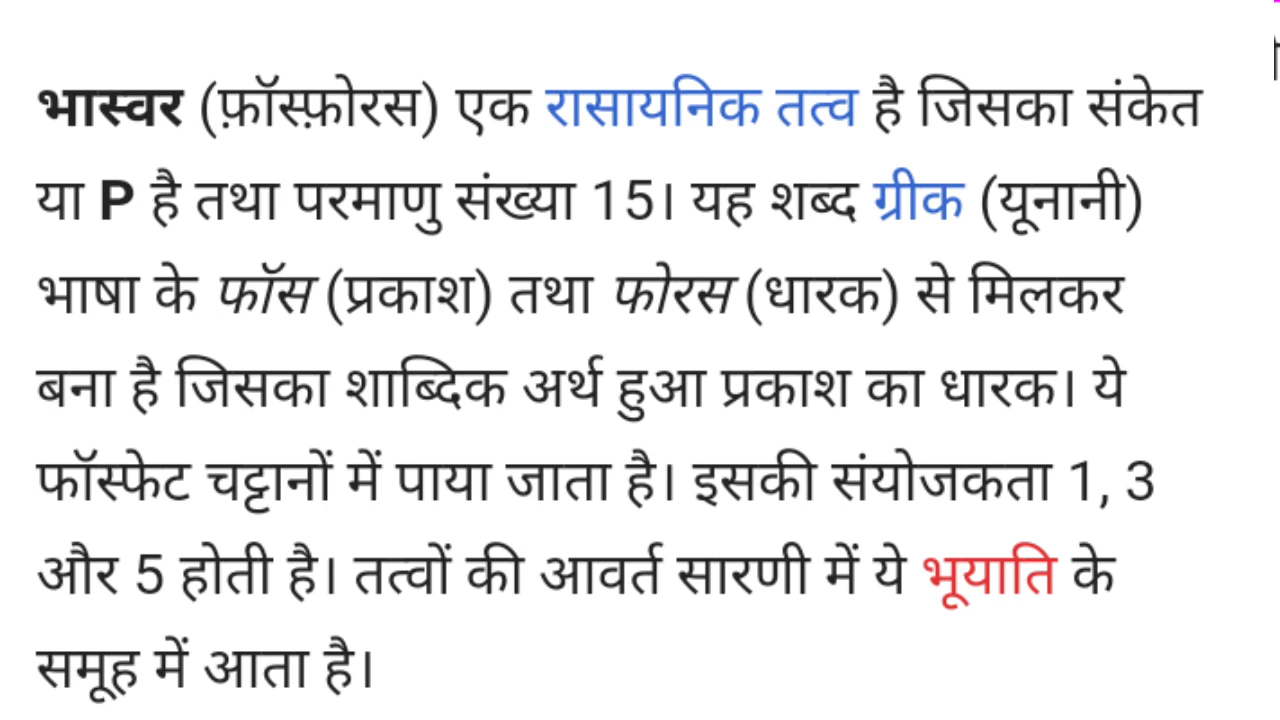 भास्वर (फ़ॉस्फ़ोरस) एक रासायनिक तत्व है जिसका संकेत
या P है तथा परमाणु संख्या 15। यह शब्द ग्रीक (यूनानी)
भाषा के फॉस (प्रकाश) तथा फोरस (धारक) से मिलकर
बना है जिसका शाब्दिक अर्थ हुआ प्रकाश का धारक। ये
फॉस्फेट चट्टानों में पाया जाता है। इसकी संयोजकता 1, 3
और 5 होती है। तत्वों की आवर्त सारणी में ये भूयाति के
समूह में आता है।